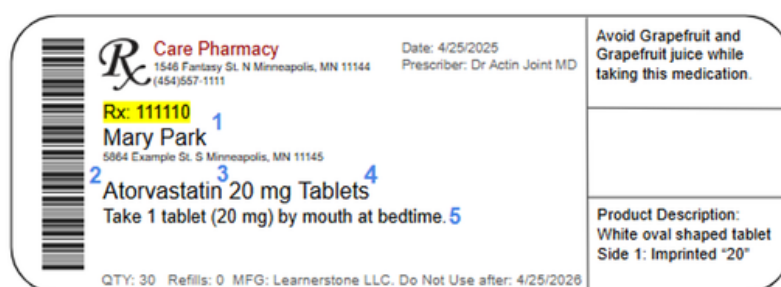 Rx Care Pharmacy
1546 Fantasy St. N Minneapolis, MN 11144
(454)557-1111
Date: 4/25/2025
Prescriber: Dr Actin Joint MD
Rx: 111110
1
Mary Park
5864 Example St. S Minneapolis, MN 11145
2 3 4
Atorvastatin 20 mg Tablets
Take 1 tablet (20 mg) by mouth at bedtime. 5
QTY: 30 Refills: 0 MFG: Learnerstone LLC. Do Not Use after: 4/25/2026
Avoid Grapefruit and
Grapefruit juice while
taking this medication.
Product Description:
White oval shaped tablet
Side 1: Imprinted “20”